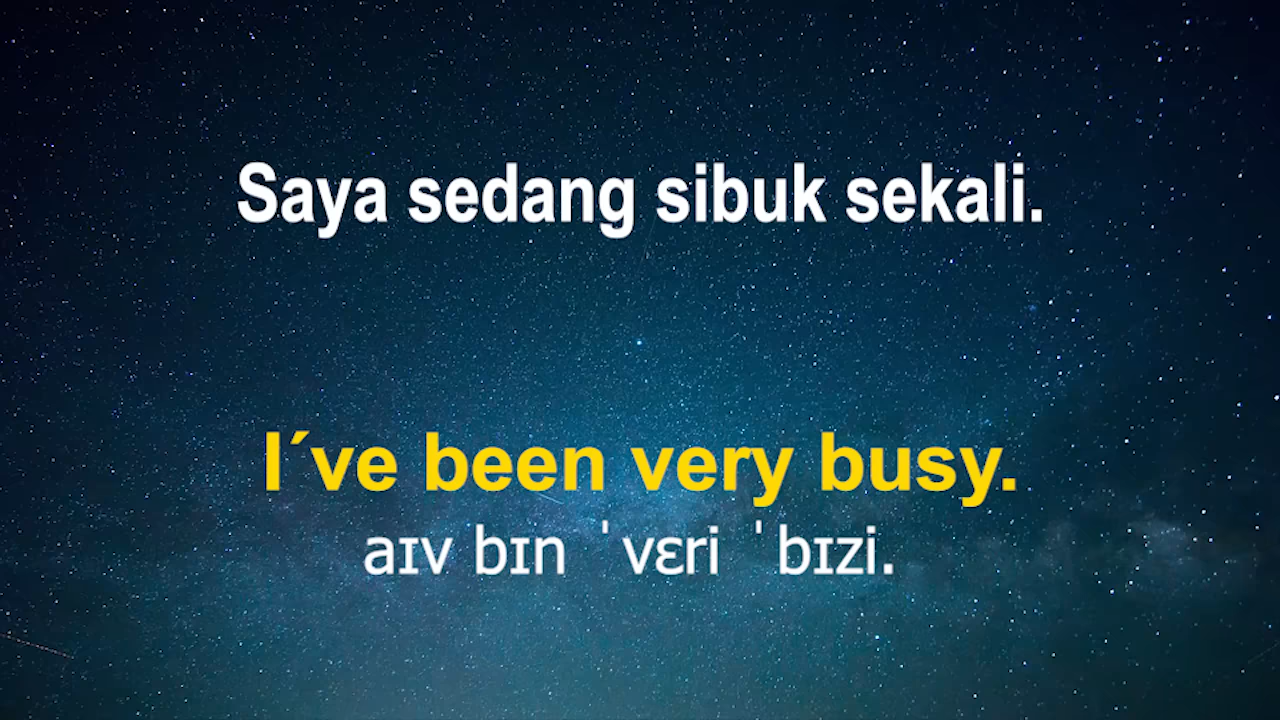 Saya sedang sibuk sekali.
I´ve been very busy.
aɪv bɪn ˈvɛri ˈbɪzi.